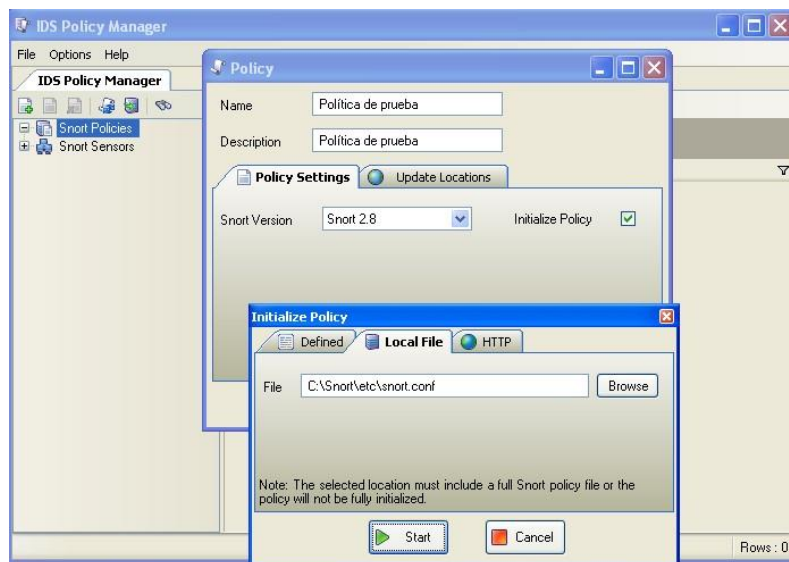 IDS Policy Manager
File Options Help
IDS Policy Manager
Snort Policies
Snort Sensors
Policy
Name Política de prueba
Description Política de prueba
Policy Settings Update Locations
Snort Version Snort 2.8 Initialize Policy
Initialize Policy
Defined Local File HTTP
File C:\Snort\etc\snort.conf Browse
Note: The selected location must include a full Snort policy file or the
policy will not be fully initialized.
Start Cancel
Rows : 0